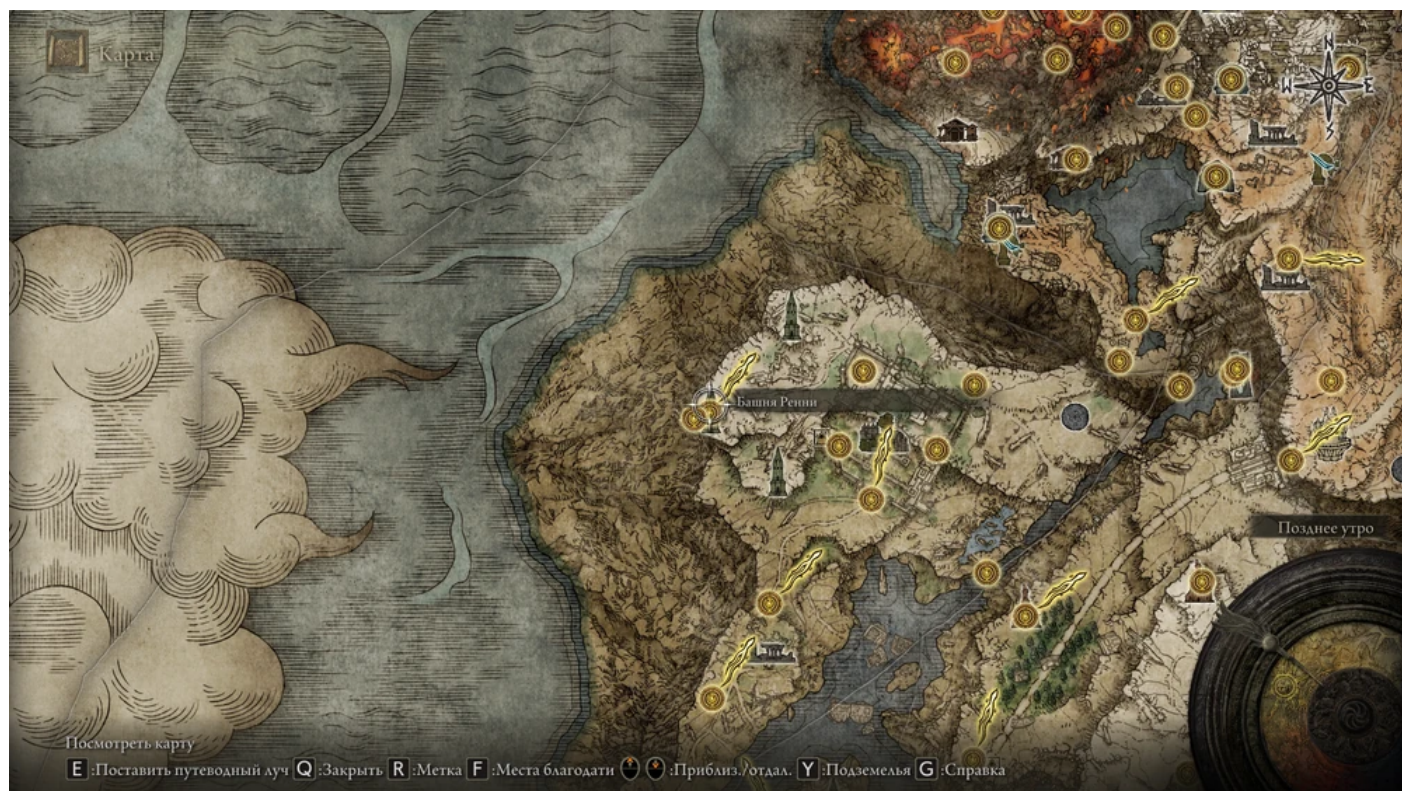 Карта
N
W E
S
Башня Ренни
Позднее утро
Посмотреть карту
E :Поставить путеводный луч Q :Закрыть R :Метка F :Места благодати :Приблиз./отдал. Y :Подземелья G :Справка